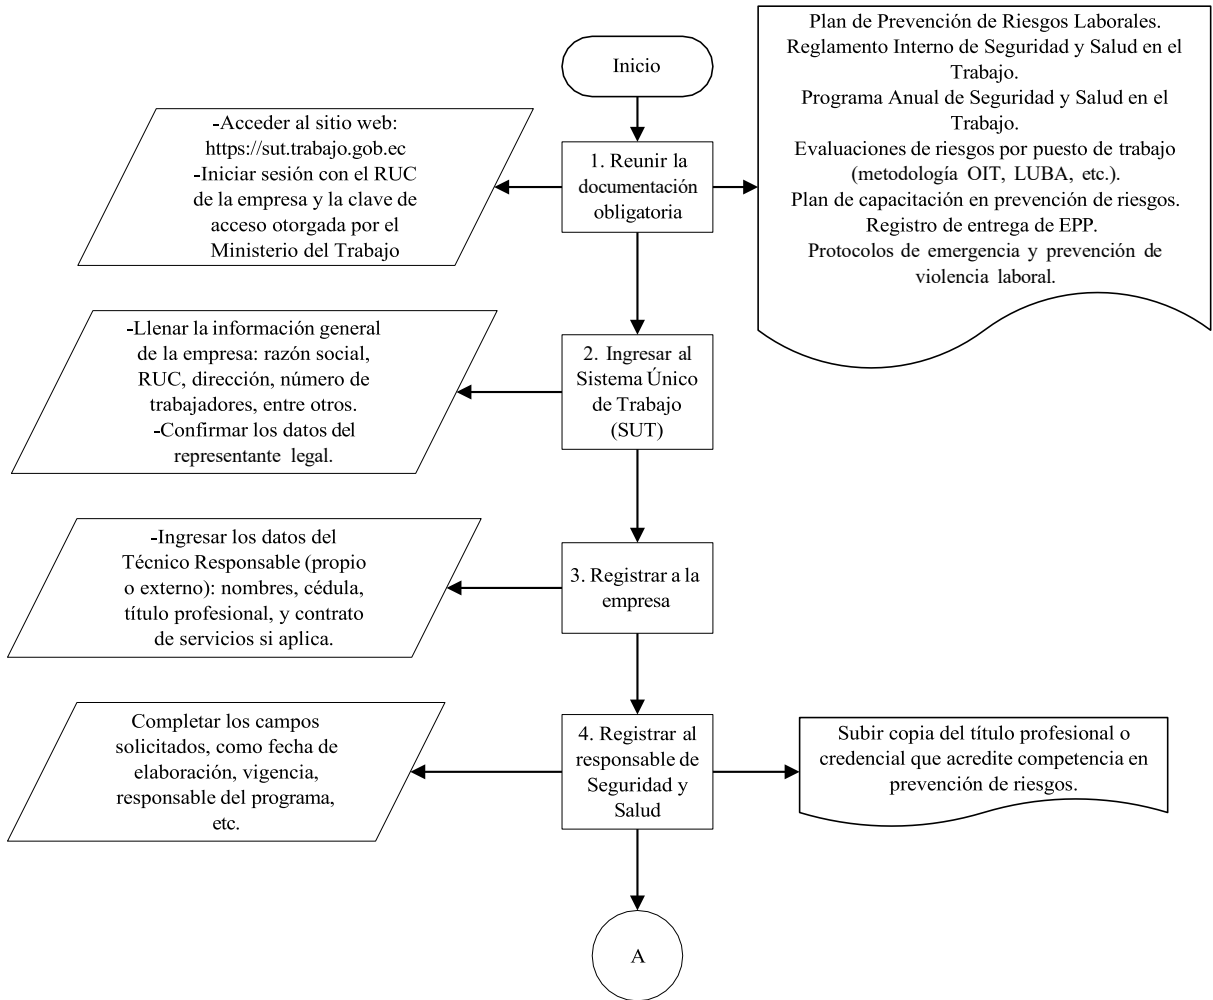 Inicio
Plan de Prevención de Riesgos Laborales.
Reglamento Interno de Seguridad y Salud en el
Trabajo.
Programa Anual de Seguridad y Salud en el
Trabajo.
Evaluaciones de riesgos por puesto de trabajo
(metodología OIT, LUBA, etc.).
Plan de capacitación en prevención de riesgos.
Registro de entrega de EPP.
Protocolos de emergencia y prevención de
violencia laboral.
-Acceder al sitio web:
https://sut.trabajo.gob.ec
-Iniciar sesión con el RUC
de la empresa y la clave de
acceso otorgada por el
Ministerio del Trabajo
1. Reunir la
documentación
obligatoria
-Llenar la información general
de la empresa: razón social,
RUC, dirección, número de
trabajadores, entre otros.
-Confirmar los datos del
representante legal.
2. Ingresar al
Sistema Único
de Trabajo
(SUT)
-Ingresar los datos del
Técnico Responsable (propio
o externo): nombres, cédula,
título profesional, y contrato
de servicios si aplica.
3. Registrar a la
empresa
Completar los campos
solicitados, como fecha de
elaboración, vigencia,
responsable del programa,
etc.
4. Registrar al
responsable de
Seguridad y
Salud
Subir copia del título profesional o
credencial que acredite competencia en
prevención de riesgos.
A